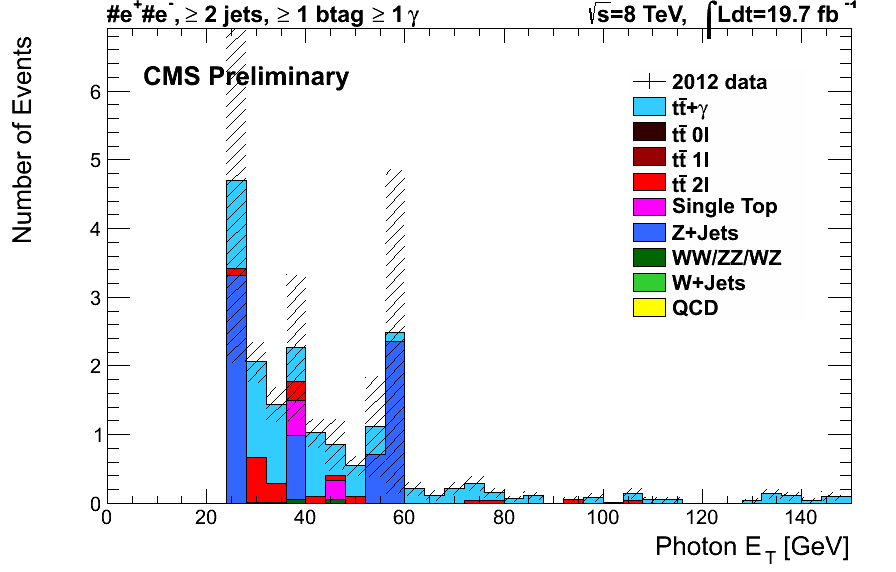 #e⁺#e⁻, ≥ 2 jets, ≥ 1 btag ≥ 1 γ √s=8 TeV, ∫Ldt=19.7 fb⁻¹
CMS Preliminary
2012 data
tt̄+γ
tt̄ 0l
tt̄ 1l
tt̄ 2l
Single Top
Z+Jets
WW/ZZ/WZ
W+Jets
QCD
Number of Events
6
5
4
3
2
1
0
0 20 40 60 80 100 120 140
Photon E_T [GeV]